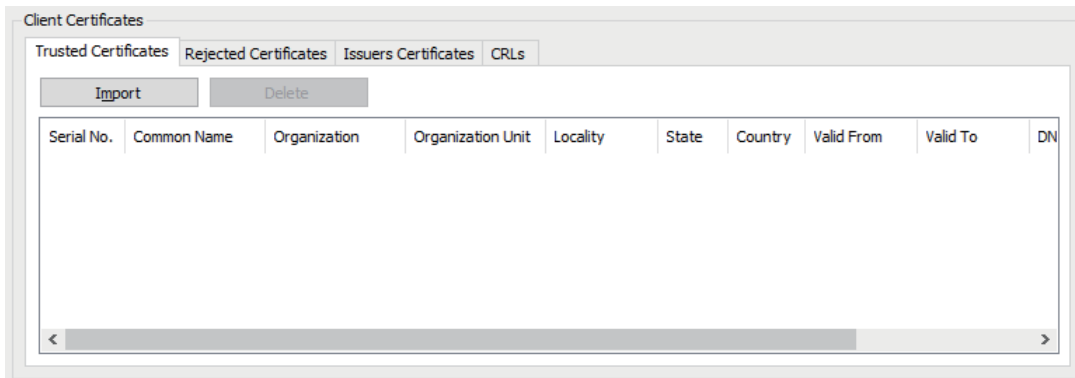 Client Certificates
Trusted Certificates Rejected Certificates Issuers Certificates CRLs
Import Delete
Serial No. Common Name Organization Organization Unit Locality State Country Valid From Valid To DN